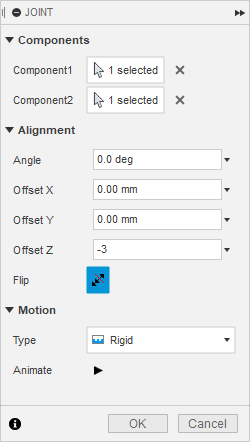 JOINT
Components
Component1 1 selected
Component2 1 selected
Alignment
Angle 0.0 deg
Offset X 0.00 mm
Offset Y 0.00 mm
Offset Z -3
Flip
Motion
Type Rigid
Animate
OK Cancel